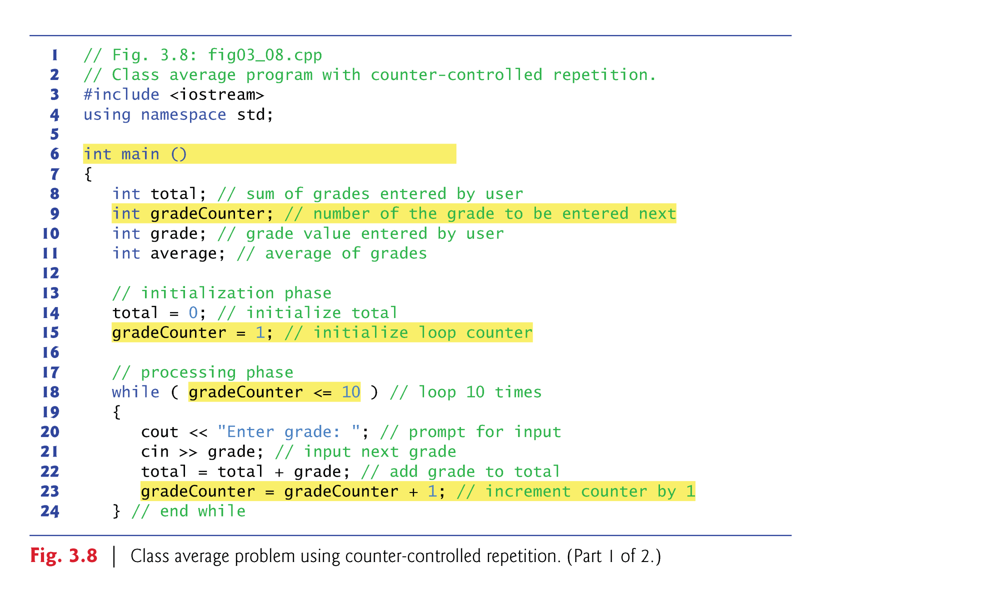 1 // Fig. 3.8: fig03_08.cpp
2 // Class average program with counter-controlled repetition.
3 #include <iostream>
4 using namespace std;
5
6 int main ()
7 {
8    int total; // sum of grades entered by user
9    int gradeCounter; // number of the grade to be entered next
10    int grade; // grade value entered by user
11    int average; // average of grades
12
13    // initialization phase
14    total = 0; // initialize total
15    gradeCounter = 1; // initialize loop counter
16
17    // processing phase
18    while ( gradeCounter <= 10 ) // loop 10 times
19    {
20       cout << "Enter grade: "; // prompt for input
21       cin >> grade; // input next grade
22       total = total + grade; // add grade to total
23       gradeCounter = gradeCounter + 1; // increment counter by 1
24    } // end while
Fig. 3.8 | Class average problem using counter-controlled repetition. (Part 1 of 2.)